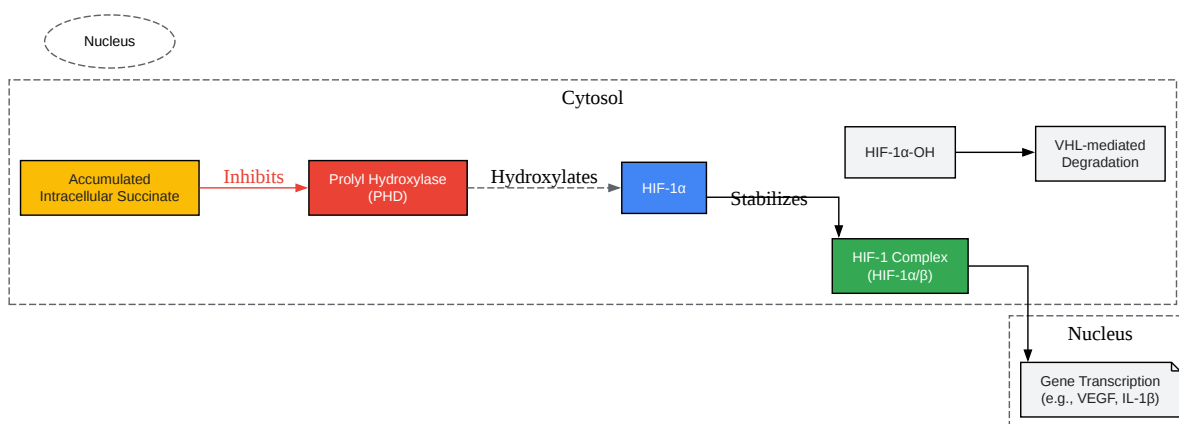 Nucleus
Cytosol
Accumulated
Intracellular Succinate
Inhibits
Prolyl Hydroxylase
(PHD)
Hydroxylates
HIF-1α
Stabilizes
HIF-1α-OH
VHL-mediated
Degradation
HIF-1 Complex
(HIF-1α/β)
Nucleus
Gene Transcription
(e.g., VEGF, IL-1β)